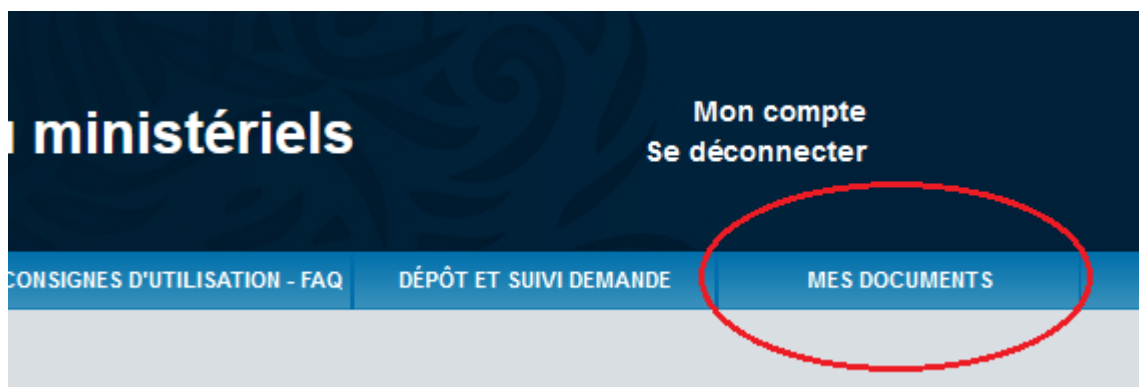 Mon compte
ministériels
Se déconnecter
CONSIGNES D'UTILISATION - FAQ DÉPÔT ET SUIVI DEMANDE MES DOCUMENTS